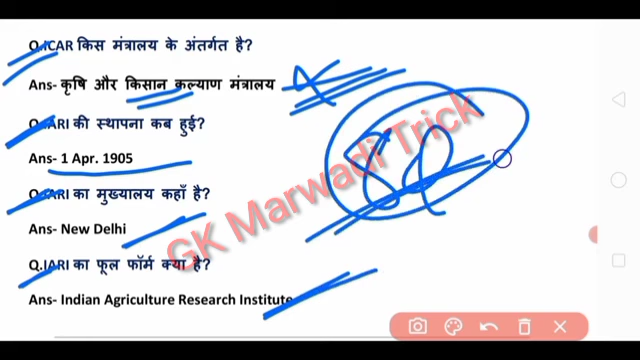 Q.ICAR किस मंत्रालय के अंतर्गत है?
Ans- कृषि और किसान कल्याण मंत्रालय
Q.IARI की स्थापना कब हुई?
Ans- 1 Apr. 1905
Q.IARI का मुख्यालय कहाँ है?
Ans- New Delhi
Q.IARI का फूल फॉर्म क्या है?
Ans- Indian Agriculture Research Institute
GK Marwadi Trick